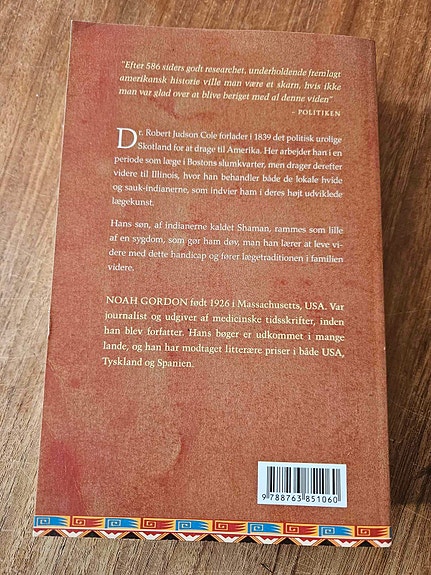 "Efter 586 siders godt researchet, underholdende fremlagt
amerikansk historie ville man være et skarn, hvis ikke
man var glad over at blive beriget med al denne viden"
- POLITIKEN
Dr. Robert Judson Cole forlader i 1839 det politisk urolige
Skotland for at drage til Amerika. Her arbejder han i en
periode som læge i Bostons slumkvarter, men drager derefter
videre til Illinois, hvor han behandler både de lokale hvide
og sauk-indianerne, som indvier ham i deres højt udviklede
lægekunst.
Hans søn, af indianerne kaldet Shaman, rammes som lille
af en sygdom, som gør ham døv, man han lærer at leve vi-
dere med dette handicap og fører lægetraditionen i familien
videre.
NOAH GORDON født 1926 i Massachusetts, USA. Var
journalist og udgiver af medicinske tidsskrifter, inden
han blev forfatter. Hans bøger er udkommet i mange
lande, og han har modtaget litterære priser i både USA,
Tyskland og Spanien.
9 788763 851060